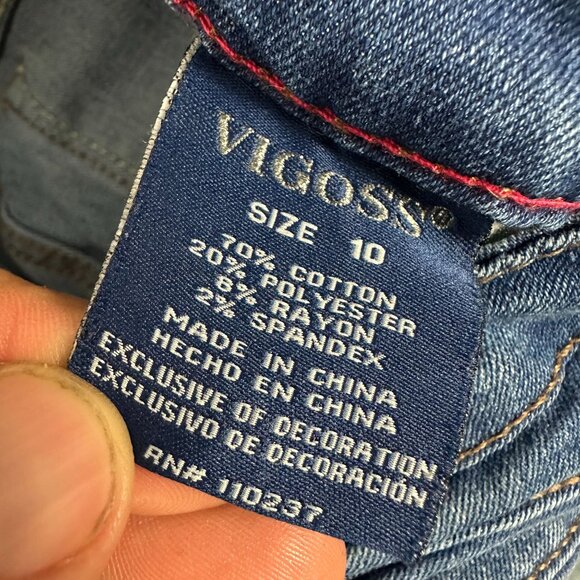 VIGOSS®
SIZE 10
70% COTTON
20% POLYESTER
8% RAYON
2% SPANDEX
MADE IN CHINA
HECHO EN CHINA
EXCLUSIVE OF DECORATION
EXCLUSIVO DE DECORACIÓN
RN# 110237